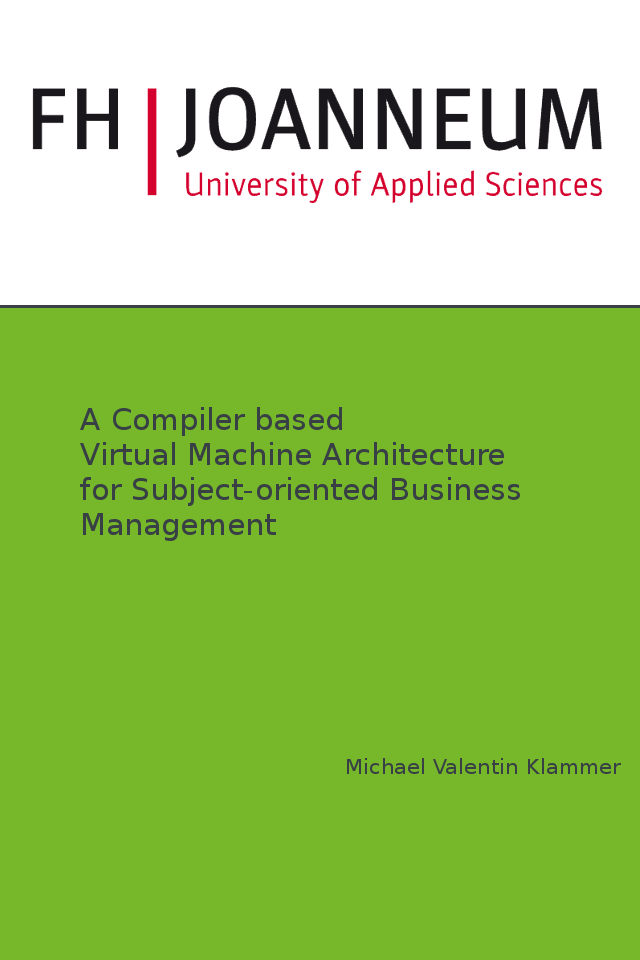 FH JOANNEUM
University of Applied Sciences
A Compiler based
Virtual Machine Architecture
for Subject-oriented Business
Management
Michael Valentin Klammer